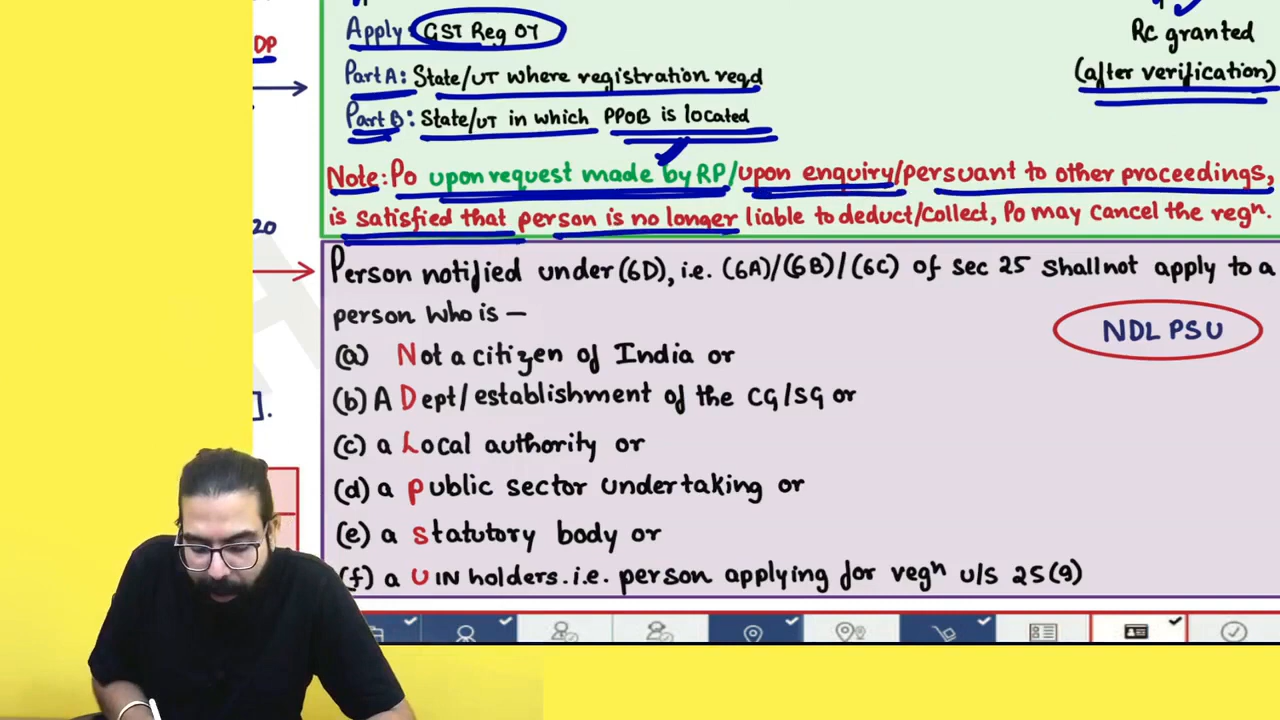 Apply: GST Reg 07
RC granted
DP
Part A: State/UT where registration reqd
(after verification)
Part B: State/UT in which PPOB is located
Note: Po upon request made by RP/upon enquiry/persuant to other proceedings,
is satisfied that person is no longer liable to deduct/collect, Po may cancel the regⁿ.
20
Person notified under (6D), i.e. (6A)/(6B)/(6C) of sec 25 shall not apply to a
person who is —
NDL PSU
(a) Not a citizen of India or
(b) A Dept/establishment of the CG/SG or
(c) a Local authority or
(d) a public sector undertaking or
(e) a statutory body or
(f) a UIN holders.i.e. person applying for regⁿ u/s 25(9)